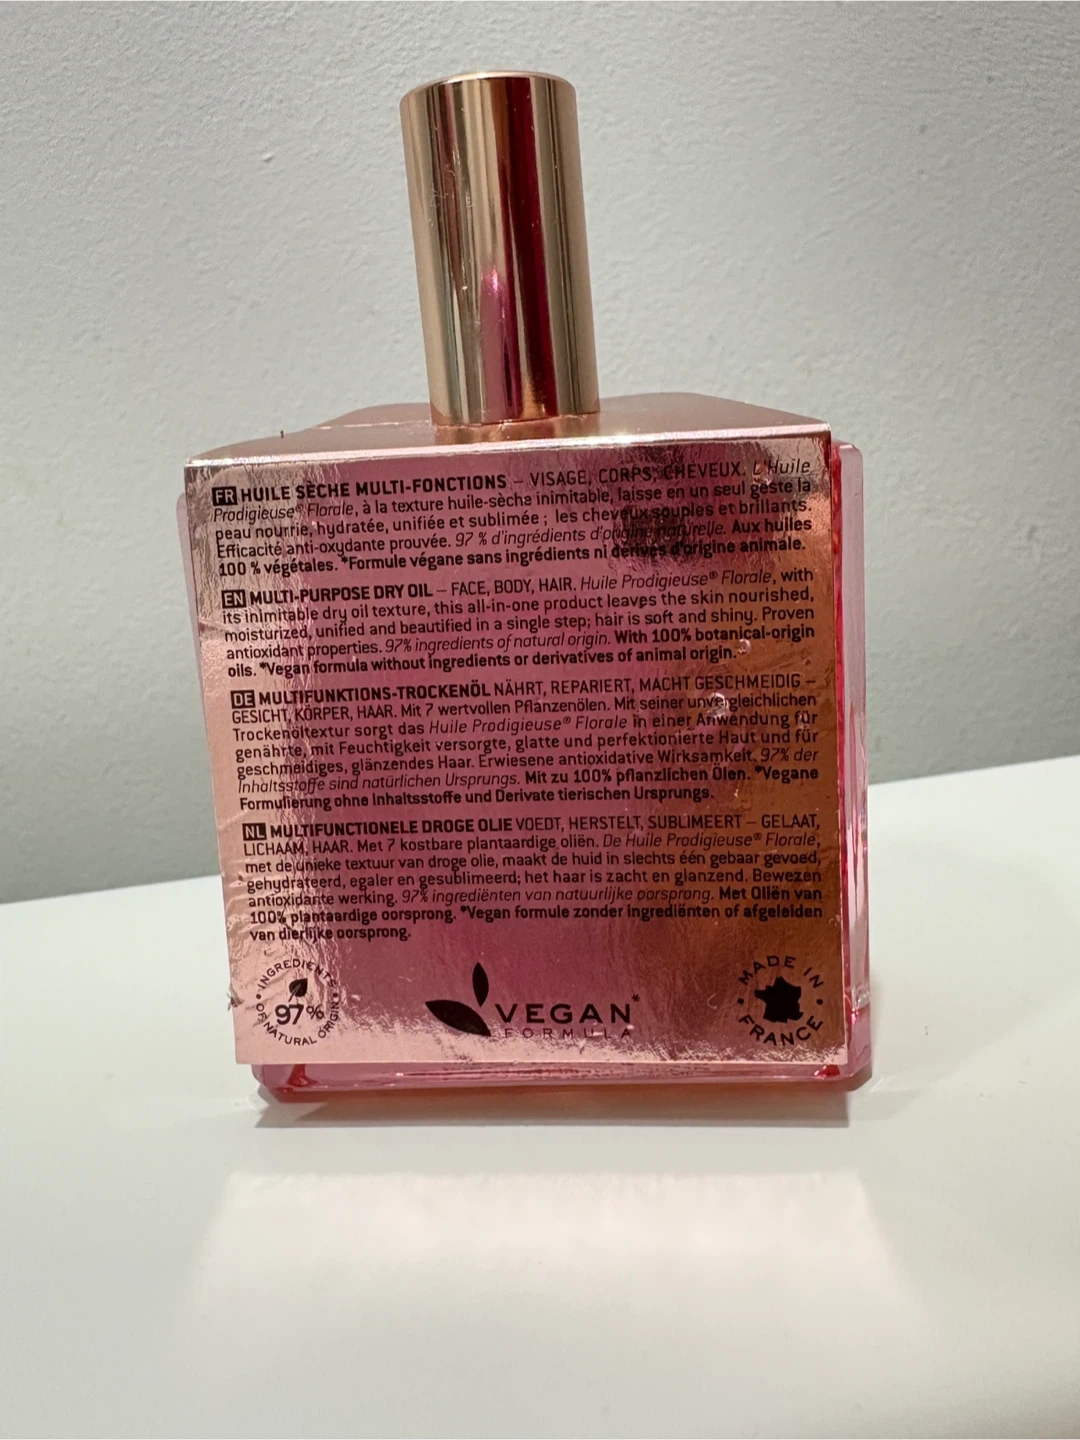 FR HUILE SÈCHE MULTI-FONCTIONS – VISAGE, CORPS, CHEVEUX. L'Huile
Prodigieuse® Florale, à la texture huile-sèche inimitable, laisse en un seul geste la
peau nourrie, hydratée, unifiée et sublimée ; les cheveux souples et brillants.
Efficacité anti-oxydante prouvée. 97 % d'ingrédients d'origine naturelle. Aux huiles
100 % végétales. *Formule végane sans ingrédients ni dérivés d'origine animale.
EN MULTI-PURPOSE DRY OIL – FACE, BODY, HAIR. Huile Prodigieuse® Florale, with
its inimitable dry oil texture, this all-in-one product leaves the skin nourished,
moisturized, unified and beautified in a single step; hair is soft and shiny. Proven
antioxidant properties. 97% ingredients of natural origin. With 100% botanical-origin
oils. *Vegan formula without ingredients or derivatives of animal origin.
DE MULTIFUNKTIONS-TROCKENÖL NÄHRT, REPARIERT, MACHT GESCHMEIDIG –
GESICHT, KÖRPER, HAAR. Mit 7 wertvollen Pflanzenölen. Mit seiner unvergleichlichen
Trockenöltextur sorgt das Huile Prodigieuse® Florale in einer Anwendung für
genährte, mit Feuchtigkeit versorgte, glatte und perfektionierte Haut und für
geschmeidiges, glänzendes Haar. Erwiesene antioxidative Wirksamkeit. 97% der
Inhaltsstoffe sind natürlichen Ursprungs. Mit zu 100% pflanzlichen Ölen. *Vegane
Formulierung ohne Inhaltsstoffe und Derivate tierischen Ursprungs.
NL MULTIFUNCTIONELE DROGE OLIE VOEDT, HERSTELT, SUBLIMEERT – GELAAT,
LICHAAM, HAAR. Met 7 kostbare plantaardige oliën. De Huile Prodigieuse® Florale,
met de unieke textuur van droge olie, maakt de huid in slechts één gebaar gevoed,
gehydrateerd, egaler en gesublimeerd; het haar is zacht en glanzend. Bewezen
antioxidante werking. 97% ingrediënten van natuurlijke oorsprong. Met Oliën van
100% plantaardige oorsprong. *Vegan formule zonder ingrediënten of afgeleiden
van dierlijke oorsprong.
INGREDIENTS
97%
OF NATURAL ORIGIN
VEGAN*
FORMULA
MADE IN
FRANCE